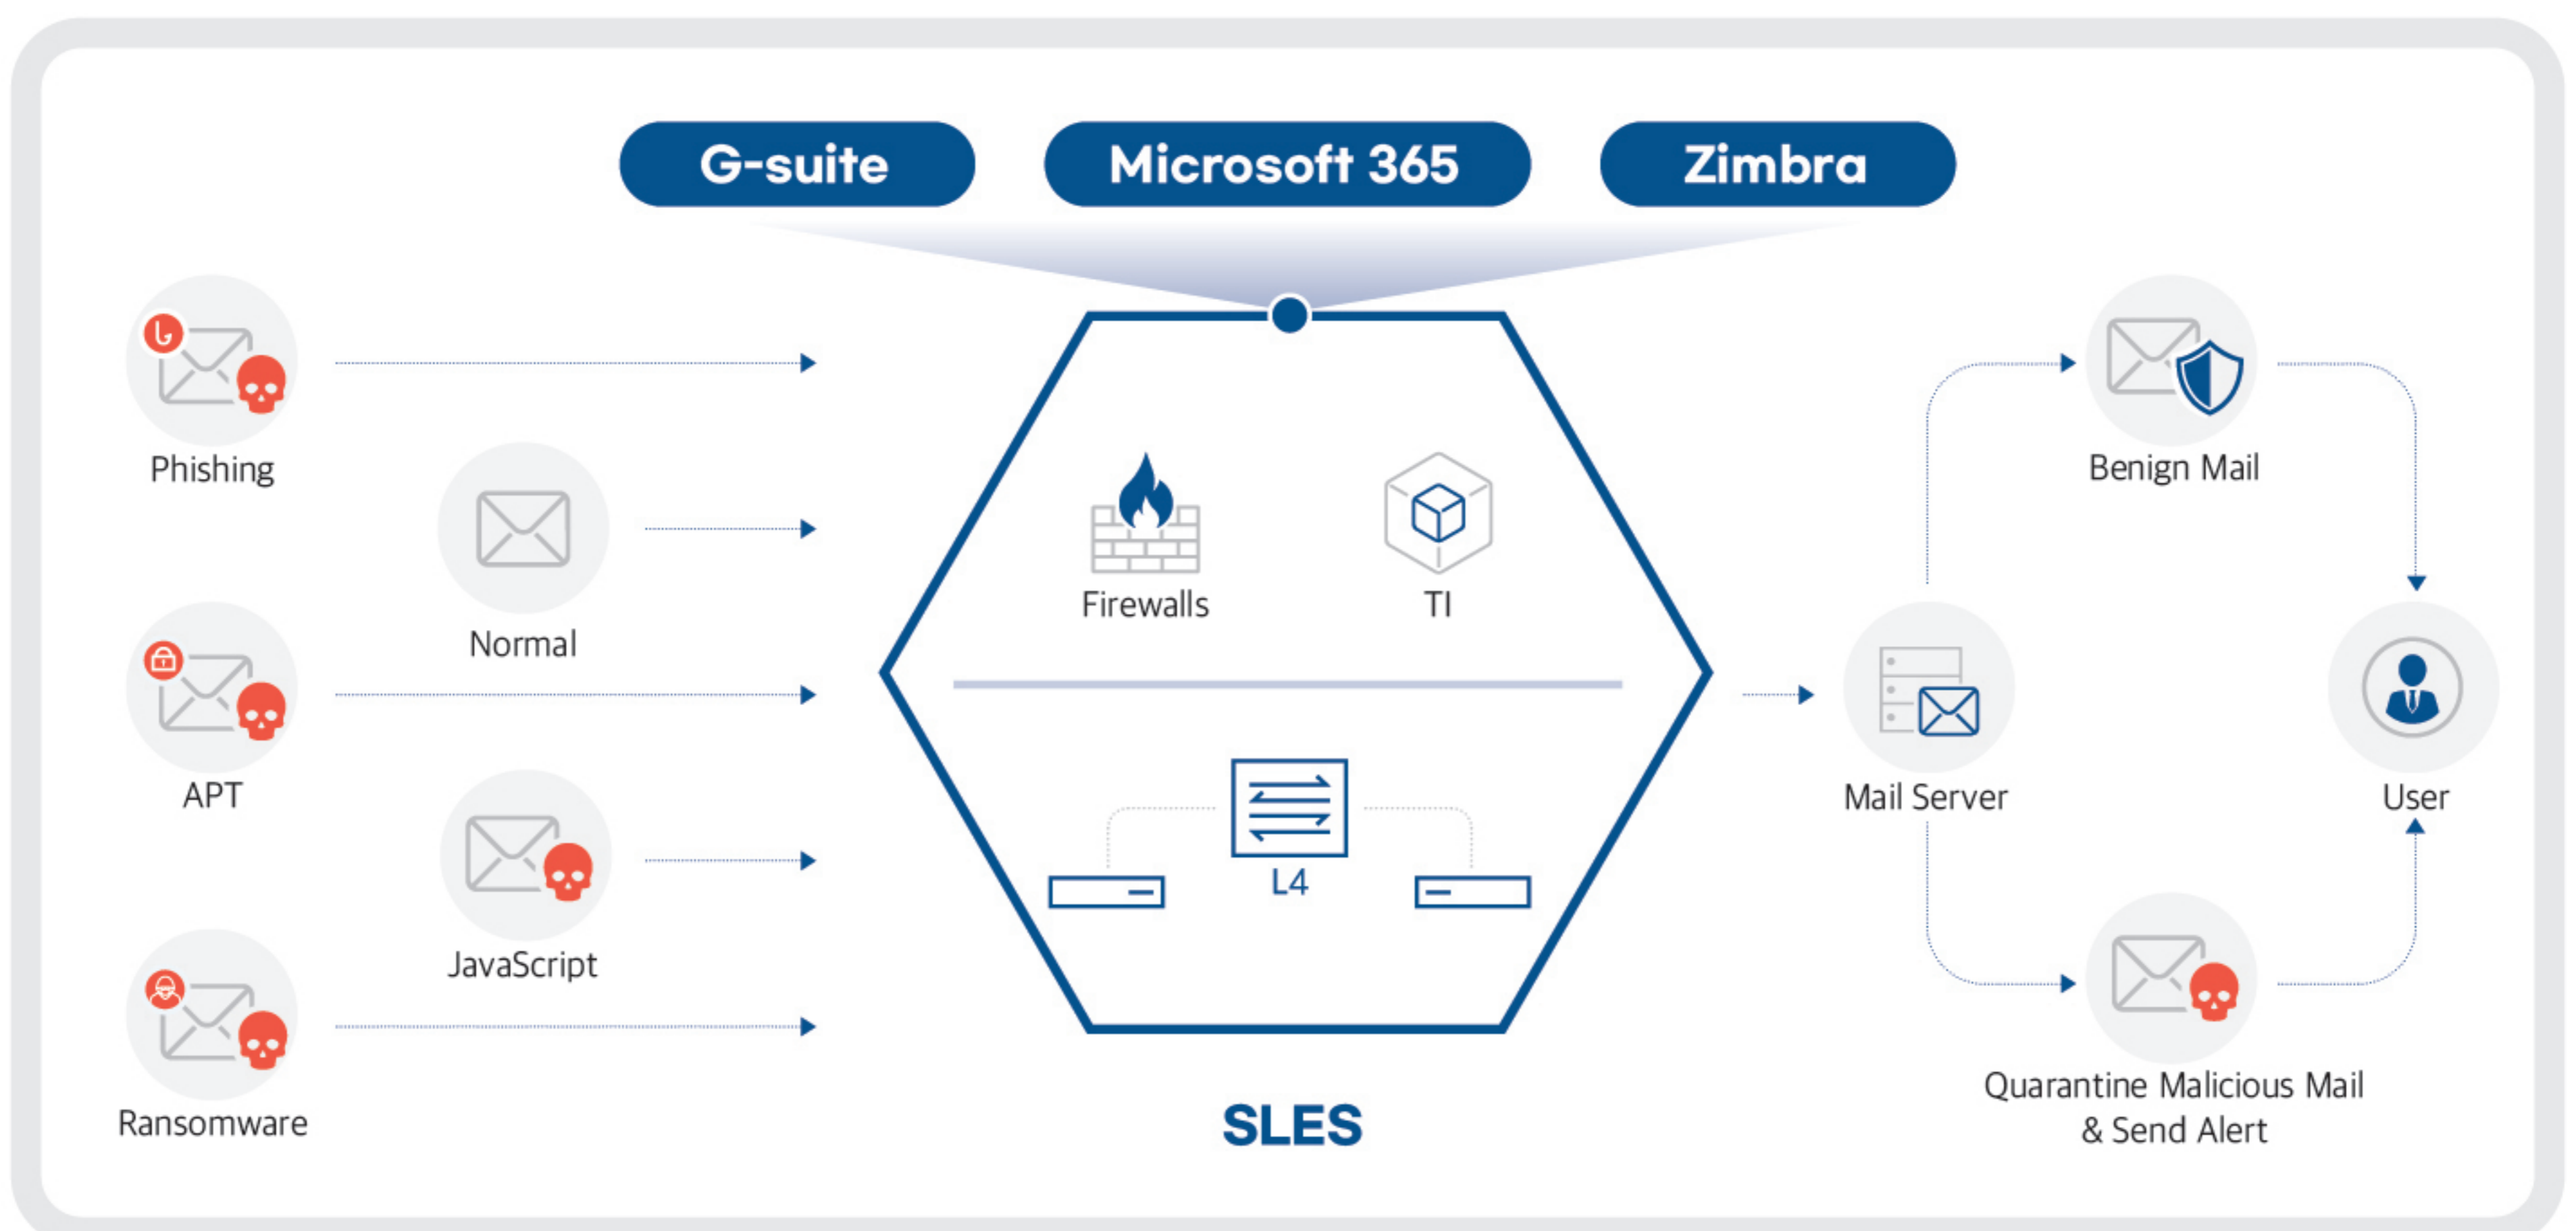 G-suite
Microsoft 365
Zimbra
Phishing
Normal
APT
JavaScript
Ransomware
Firewalls
TI
L4
SLES
Mail Server
Benign Mail
User
Quarantine Malicious Mail
& Send Alert